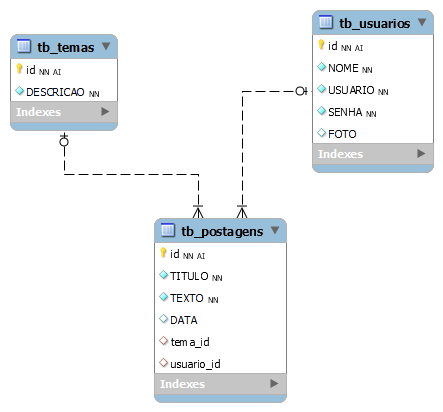 tb_temas
id NN AI
DESCRICAO NN
Indexes
tb_usuarios
id NN AI
NOME NN
USUARIO NN
SENHA NN
FOTO
Indexes
tb_postagens
id NN AI
TITULO NN
TEXTO NN
DATA
tema_id
usuario_id
Indexes